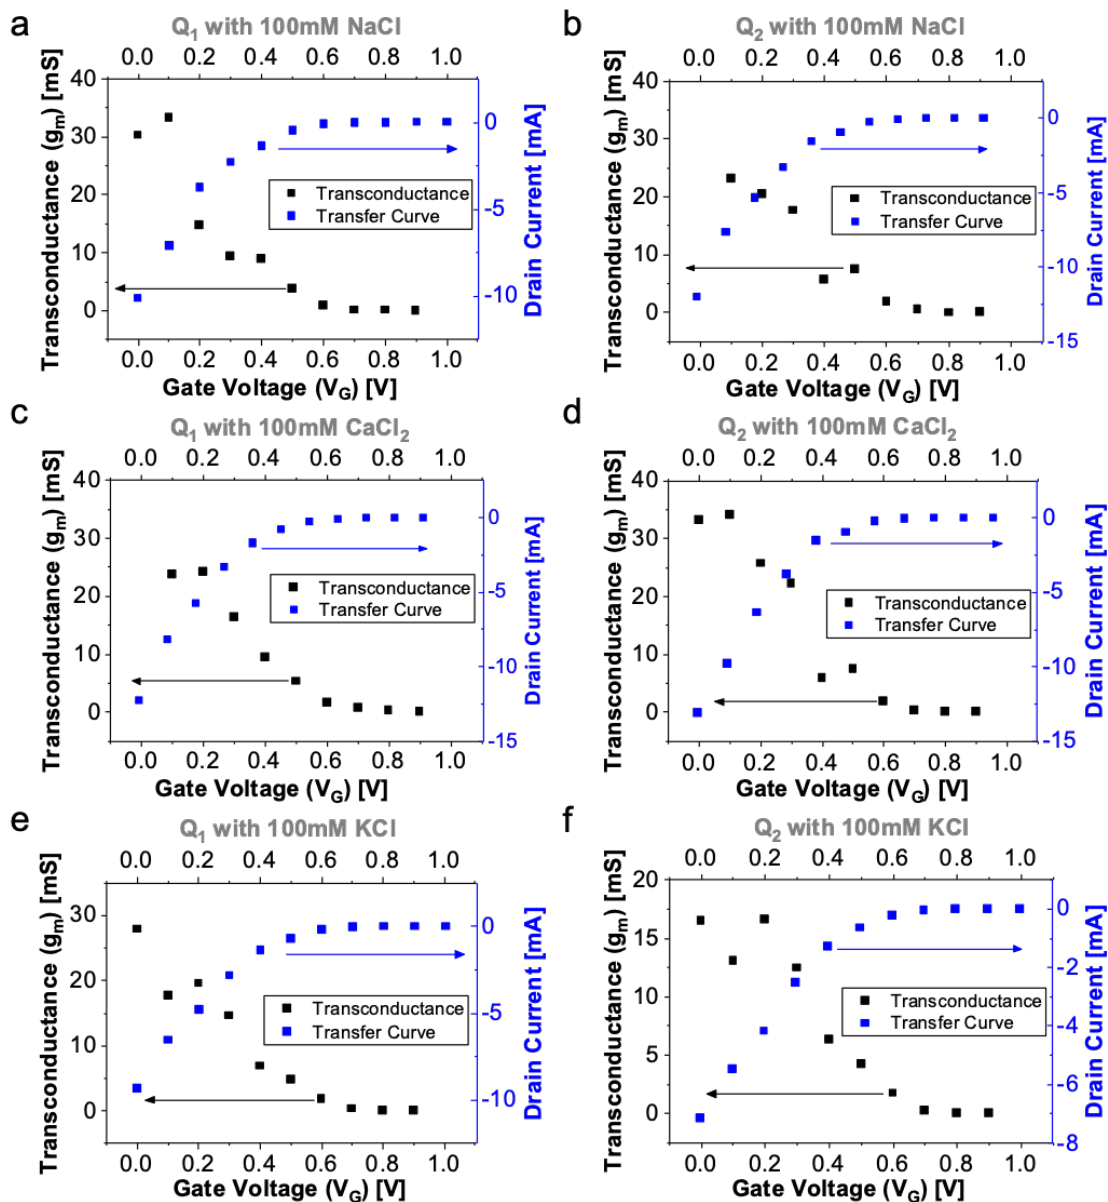 a
Q1 with 100mM NaCl
0.0 0.2 0.4 0.6 0.8 1.0
Transconductance (gm) [mS]
40
30
20
10
0
Transconductance
Transfer Curve
0
-5
-10
Drain Current [mA]
0.0 0.2 0.4 0.6 0.8 1.0
Gate Voltage (VG) [V]
b
Q2 with 100mM NaCl
0.0 0.2 0.4 0.6 0.8 1.0
Transconductance (gm) [mS]
40
30
20
10
0
Transconductance
Transfer Curve
0
-5
-10
-15
Drain Current [mA]
0.0 0.2 0.4 0.6 0.8 1.0
Gate Voltage (VG) [V]
c
Q1 with 100mM CaCl2
0.0 0.2 0.4 0.6 0.8 1.0
Transconductance (gm) [mS]
40
30
20
10
0
Transconductance
Transfer Curve
0
-5
-10
-15
Drain Current [mA]
0.0 0.2 0.4 0.6 0.8 1.0
Gate Voltage (VG) [V]
d
Q2 with 100mM CaCl2
0.0 0.2 0.4 0.6 0.8 1.0
Transconductance (gm) [mS]
40
30
20
10
0
Transconductance
Transfer Curve
0
-5
-10
-15
Drain Current [mA]
0.0 0.2 0.4 0.6 0.8 1.0
Gate Voltage (VG) [V]
e
Q1 with 100mM KCl
0.0 0.2 0.4 0.6 0.8 1.0
Transconductance (gm) [mS]
30
20
10
0
Transconductance
Transfer Curve
0
-5
-10
Drain Current [mA]
0.0 0.2 0.4 0.6 0.8 1.0
Gate Voltage (VG) [V]
f
Q2 with 100mM KCl
0.0 0.2 0.4 0.6 0.8 1.0
Transconductance (gm) [mS]
20
15
10
5
0
Transconductance
Transfer Curve
0
-2
-4
-6
-8
Drain Current [mA]
0.0 0.2 0.4 0.6 0.8 1.0
Gate Voltage (VG) [V]